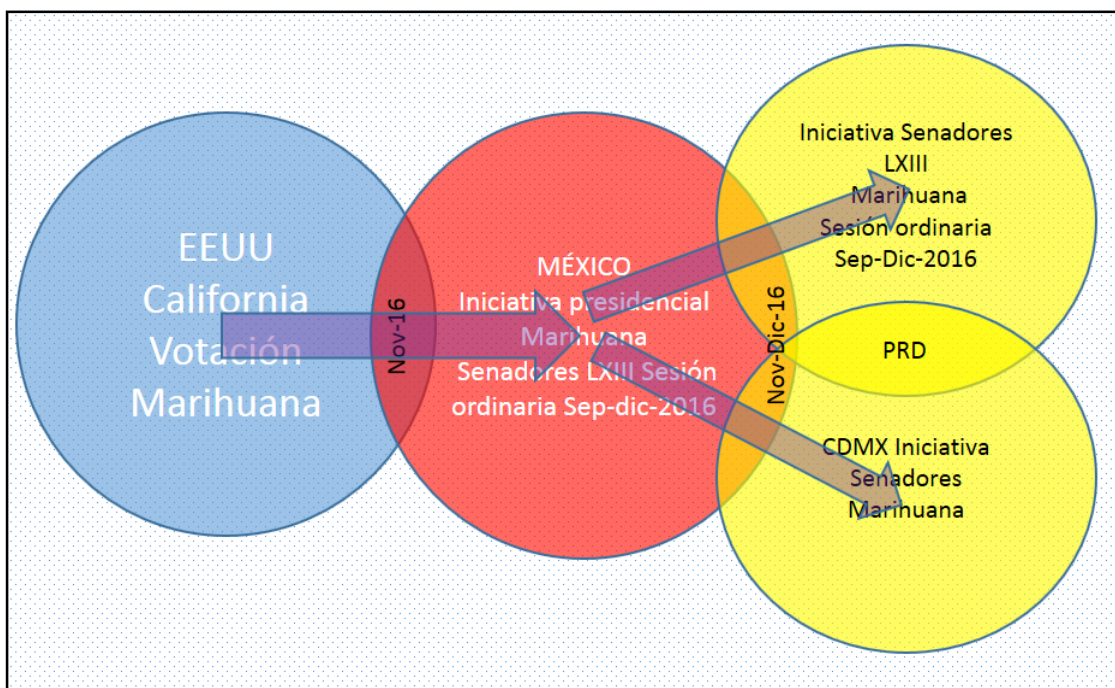 EEUU
California
Votación
Marihuana
Nov-16
MÉXICO
Iniciativa presidencial
Marihuana
Senadores LXIII Sesión
ordinaria Sep-dic-2016
Nov-Dic-16
Iniciativa Senadores
LXIII
Marihuana
Sesión ordinaria
Sep-Dic-2016
PRD
CDMX Iniciativa
Senadores
Marihuana